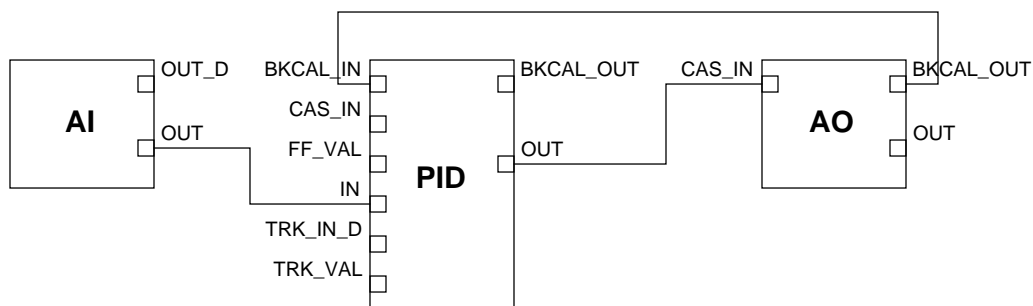 OUT_D
OUT
AI
BKCAL_IN
CAS_IN
FF_VAL
IN
TRK_IN_D
TRK_VAL
PID
BKCAL_OUT
OUT
CAS_IN
AO
BKCAL_OUT
OUT